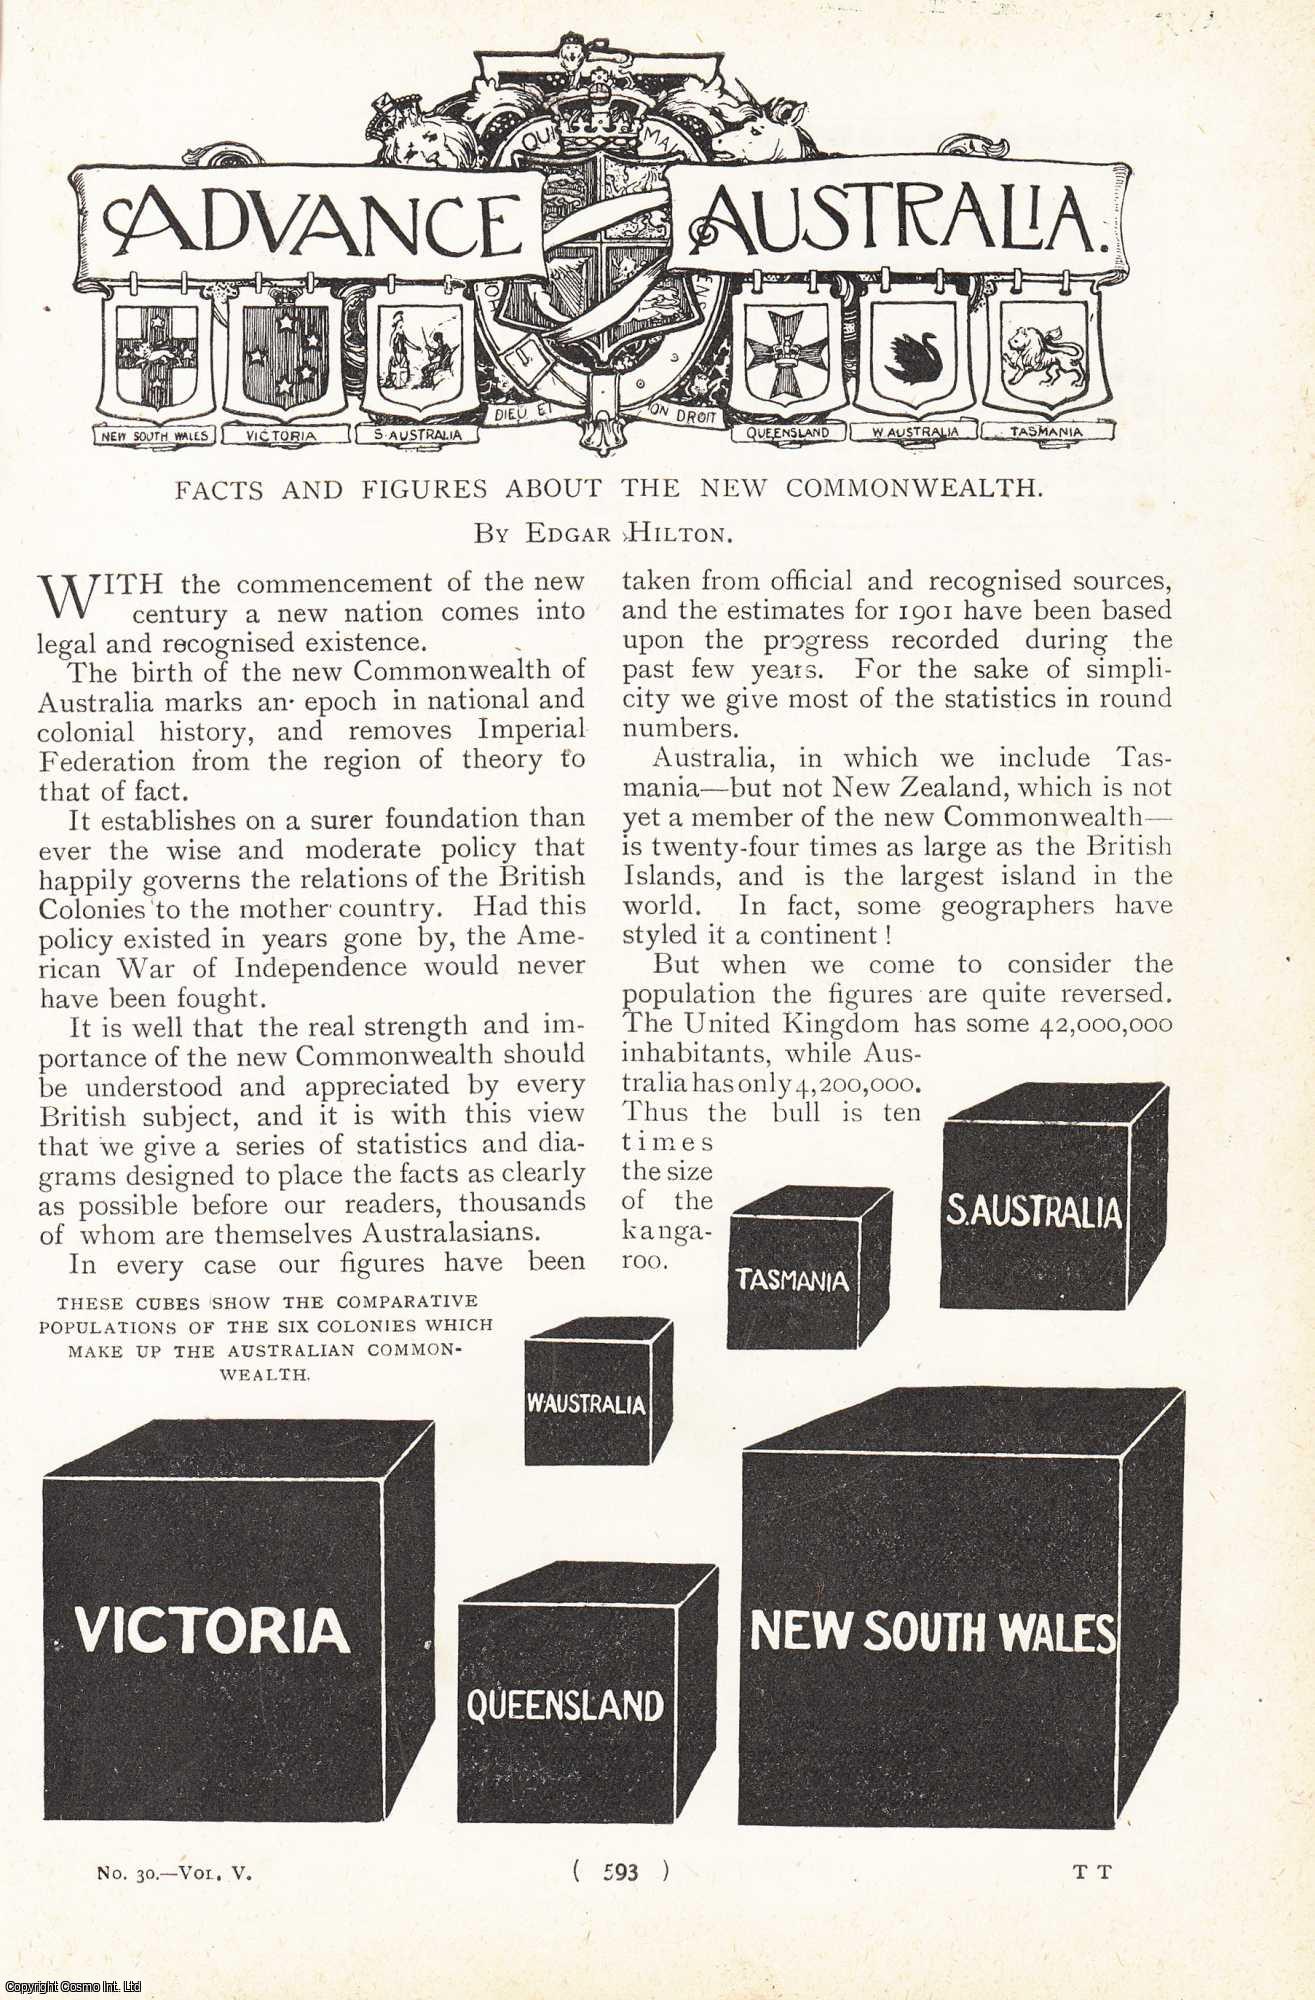 QUI MAL
ADVANCE AUSTRALIA.
DIEU ET ON DROIT
NEW SOUTH WALES VICTORIA S. AUSTRALIA QUEENSLAND W. AUSTRALIA TASMANIA
FACTS AND FIGURES ABOUT THE NEW COMMONWEALTH.
BY EDGAR HILTON.
WITH the commencement of the new
century a new nation comes into
legal and recognised existence.
The birth of the new Commonwealth of
Australia marks an epoch in national and
colonial history, and removes Imperial
Federation from the region of theory to
that of fact.
It establishes on a surer foundation than
ever the wise and moderate policy that
happily governs the relations of the British
Colonies to the mother country. Had this
policy existed in years gone by, the Ame-
rican War of Independence would never
have been fought.
It is well that the real strength and im-
portance of the new Commonwealth should
be understood and appreciated by every
British subject, and it is with this view
that we give a series of statistics and dia-
grams designed to place the facts as clearly
as possible before our readers, thousands
of whom are themselves Australasians.
In every case our figures have been
taken from official and recognised sources,
and the estimates for 1901 have been based
upon the progress recorded during the
past few years. For the sake of simpli-
city we give most of the statistics in round
numbers.
Australia, in which we include Tas-
mania—but not New Zealand, which is not
yet a member of the new Commonwealth—
is twenty-four times as large as the British
Islands, and is the largest island in the
world. In fact, some geographers have
styled it a continent!
But when we come to consider the
population the figures are quite reversed.
The United Kingdom has some 42,000,000
inhabitants, while Aus-
tralia has only 4,200,000.
Thus the bull is ten
times
the size
of the
kanga-
roo.
THESE CUBES SHOW THE COMPARATIVE
POPULATIONS OF THE SIX COLONIES WHICH
MAKE UP THE AUSTRALIAN COMMON-
WEALTH.
S. AUSTRALIA
TASMANIA
W. AUSTRALIA
VICTORIA
QUEENSLAND
NEW SOUTH WALES
No. 30.—Vol. V. ( 593 ) T T
Copyright Cosmo Int. Ltd